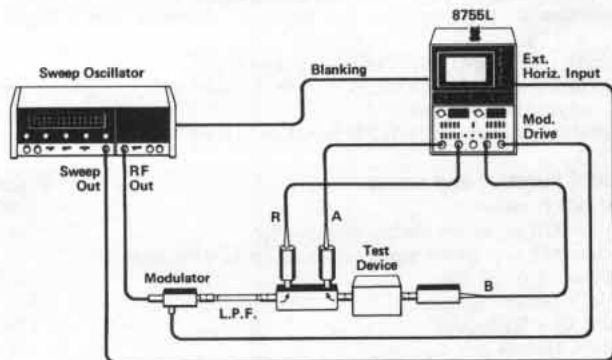 8755L
Sweep Oscillator
Blanking
Ext.
Horiz. Input
Mod.
Drive
Sweep
Out
RF
Out
R
A
Test
Device
Modulator
B
L.P.F.